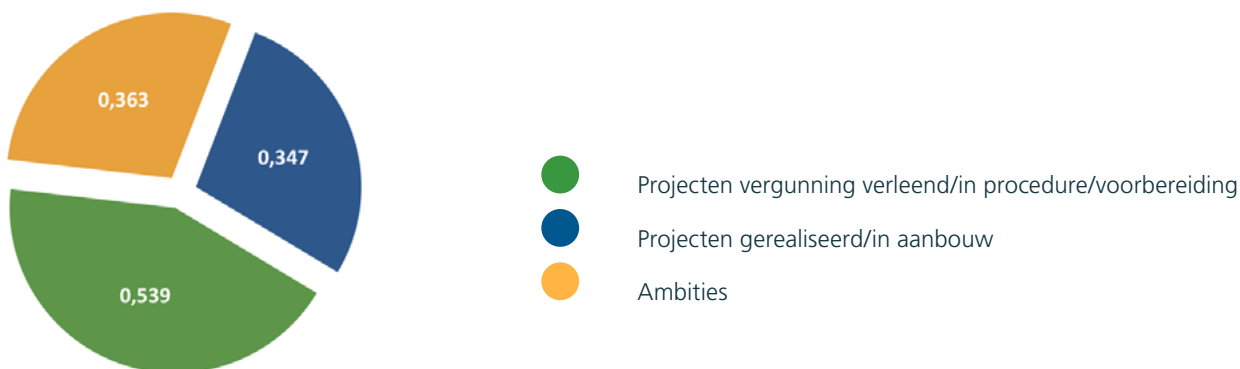 0,363
0,347
0,539
Projecten vergunning verleend/in procedure/voorbereiding
Projecten gerealiseerd/in aanbouw
Ambities